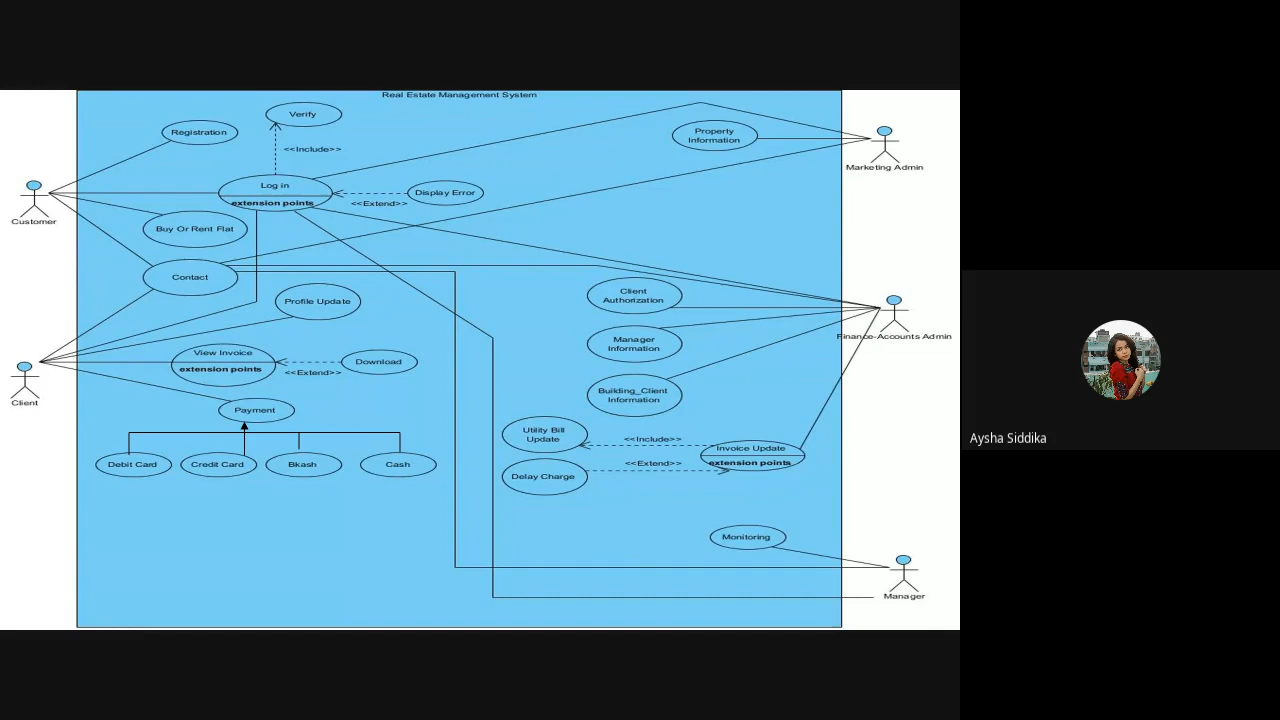 Real Estate Management System
Verify
Registration
Property
Information
<<Include>>
Marketing Admin
Log in
extension points
Display Error
<<Extend>>
Customer
Buy Or Rent Flat
Contact
Profile Update
Client
Authorization
Finance-Accounts Admin
Manager
Information
View Invoice
extension points
Download
<<Extend>>
Client
Building_Client
Information
Payment
Utility Bill
Update
<<Include>>
Invoice Update
extension points
<<Extend>>
Delay Charge
Debit Card
Credit Card
Bkash
Cash
Monitoring
Manager
Aysha Siddika